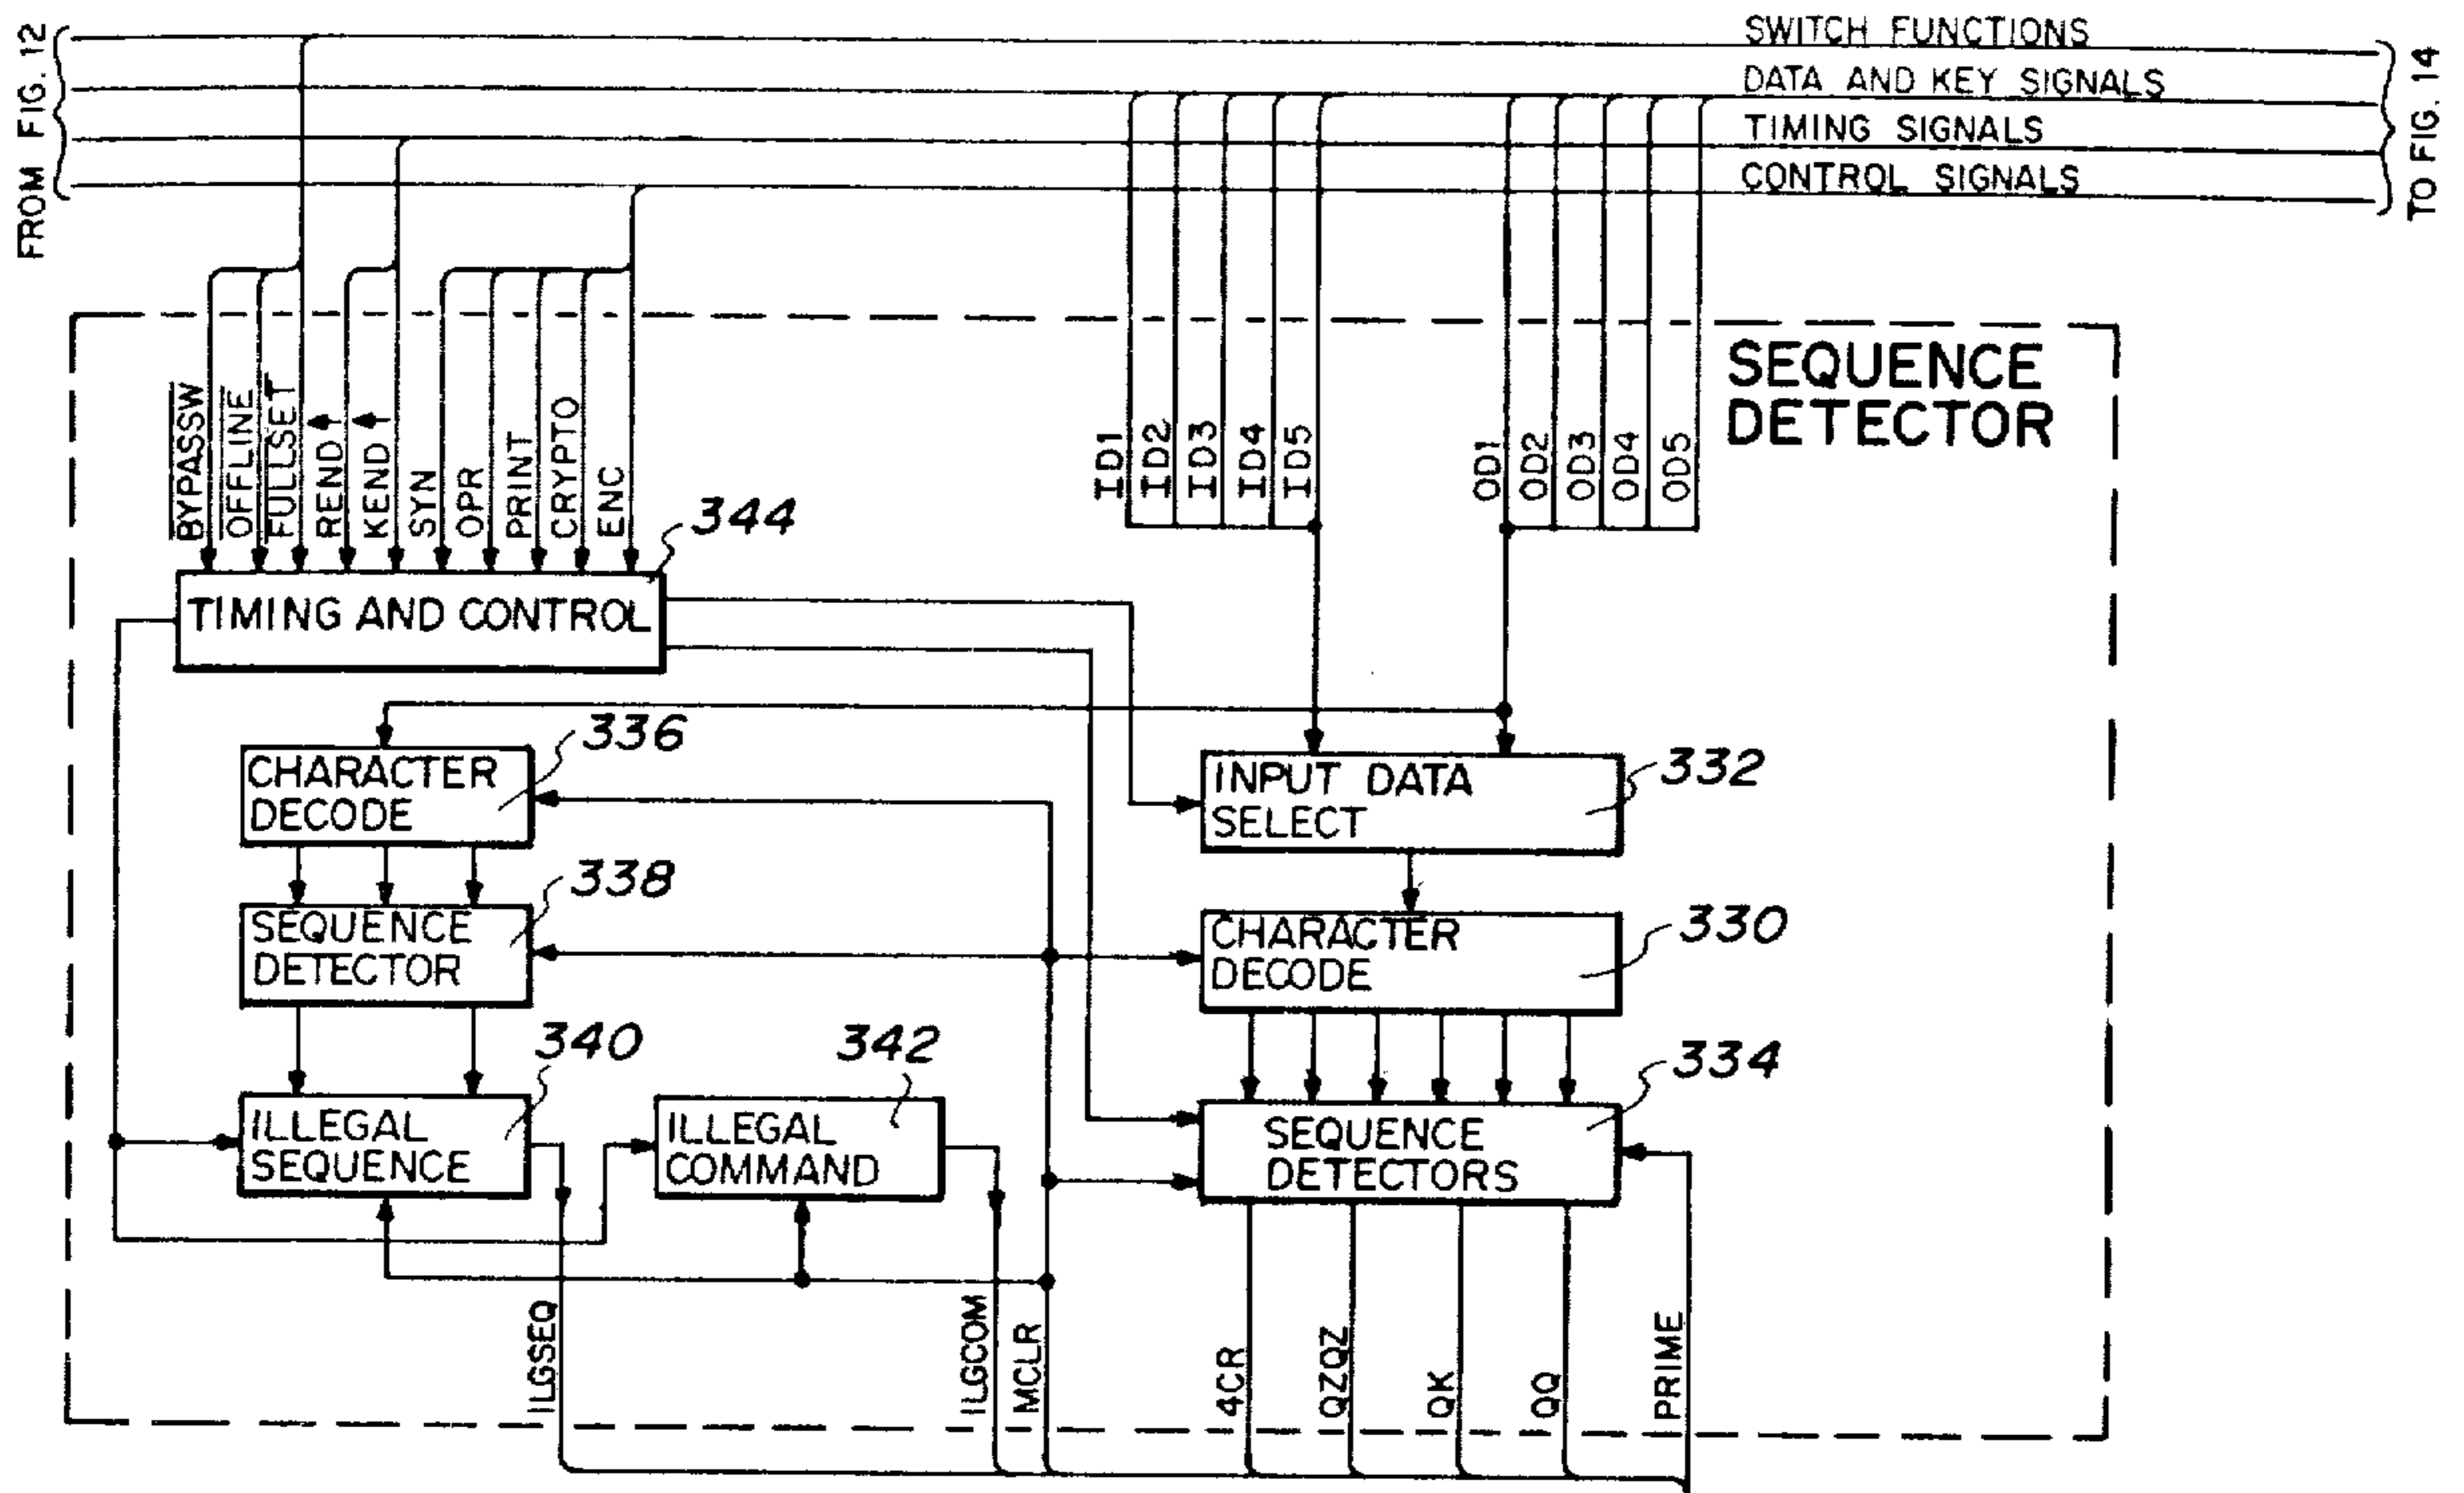 FROM FIG. 12
SWITCH FUNCTIONS
DATA AND KEY SIGNALS
TIMING SIGNALS
CONTROL SIGNALS
TO FIG. 14
SEQUENCE
DETECTOR
BYPASSW
OFFLINE
FULLSET
REND↑
KEND↑
SYN
OPR
PRINT
CRYPTO
ENC
ID1
ID2
ID3
ID4
ID5
OD1
OD2
OD3
OD4
OD5
344
TIMING AND CONTROL
336
CHARACTER
DECODE
332
INPUT DATA
SELECT
338
SEQUENCE
DETECTOR
330
CHARACTER
DECODE
340
ILLEGAL
SEQUENCE
342
ILLEGAL
COMMAND
334
SEQUENCE
DETECTORS
ILGSEQ
ILGCOM
MCLR
4CR
QZQZ
QK
QQ
PRIME